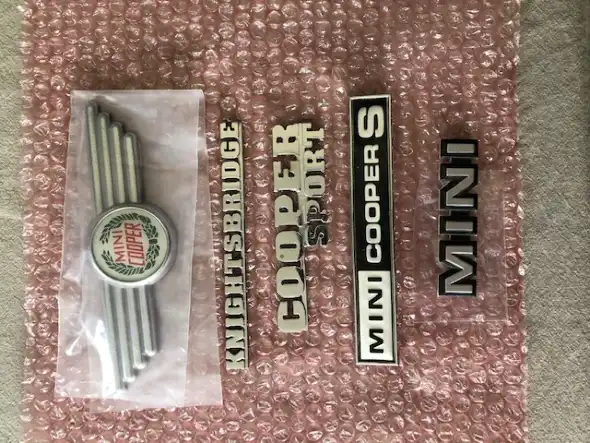 MINI
COOPER
KNIGHTSBRIDGE
COOPER
SPORT
MINI COOPER S
MINI